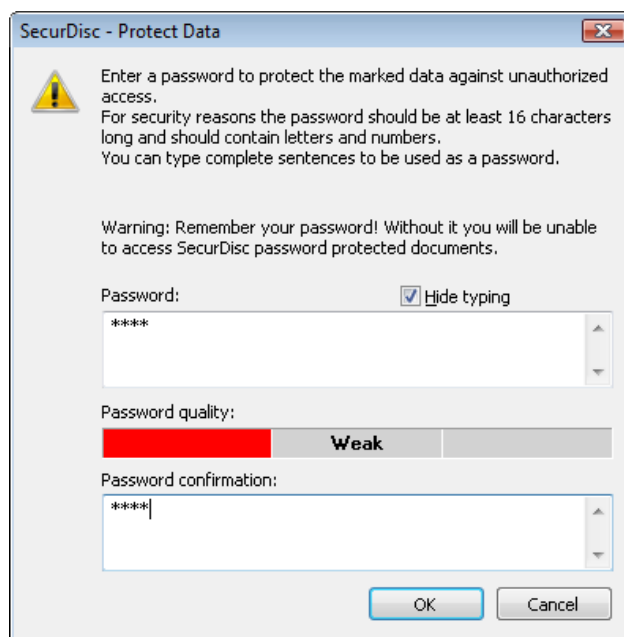 SecurDisc - Protect Data
Enter a password to protect the marked data against unauthorized
access.
For security reasons the password should be at least 16 characters
long and should contain letters and numbers.
You can type complete sentences to be used as a password.
Warning: Remember your password! Without it you will be unable
to access SecurDisc password protected documents.
Password:
Hide typing
****
Password quality:
Weak
Password confirmation:
****
OK
Cancel